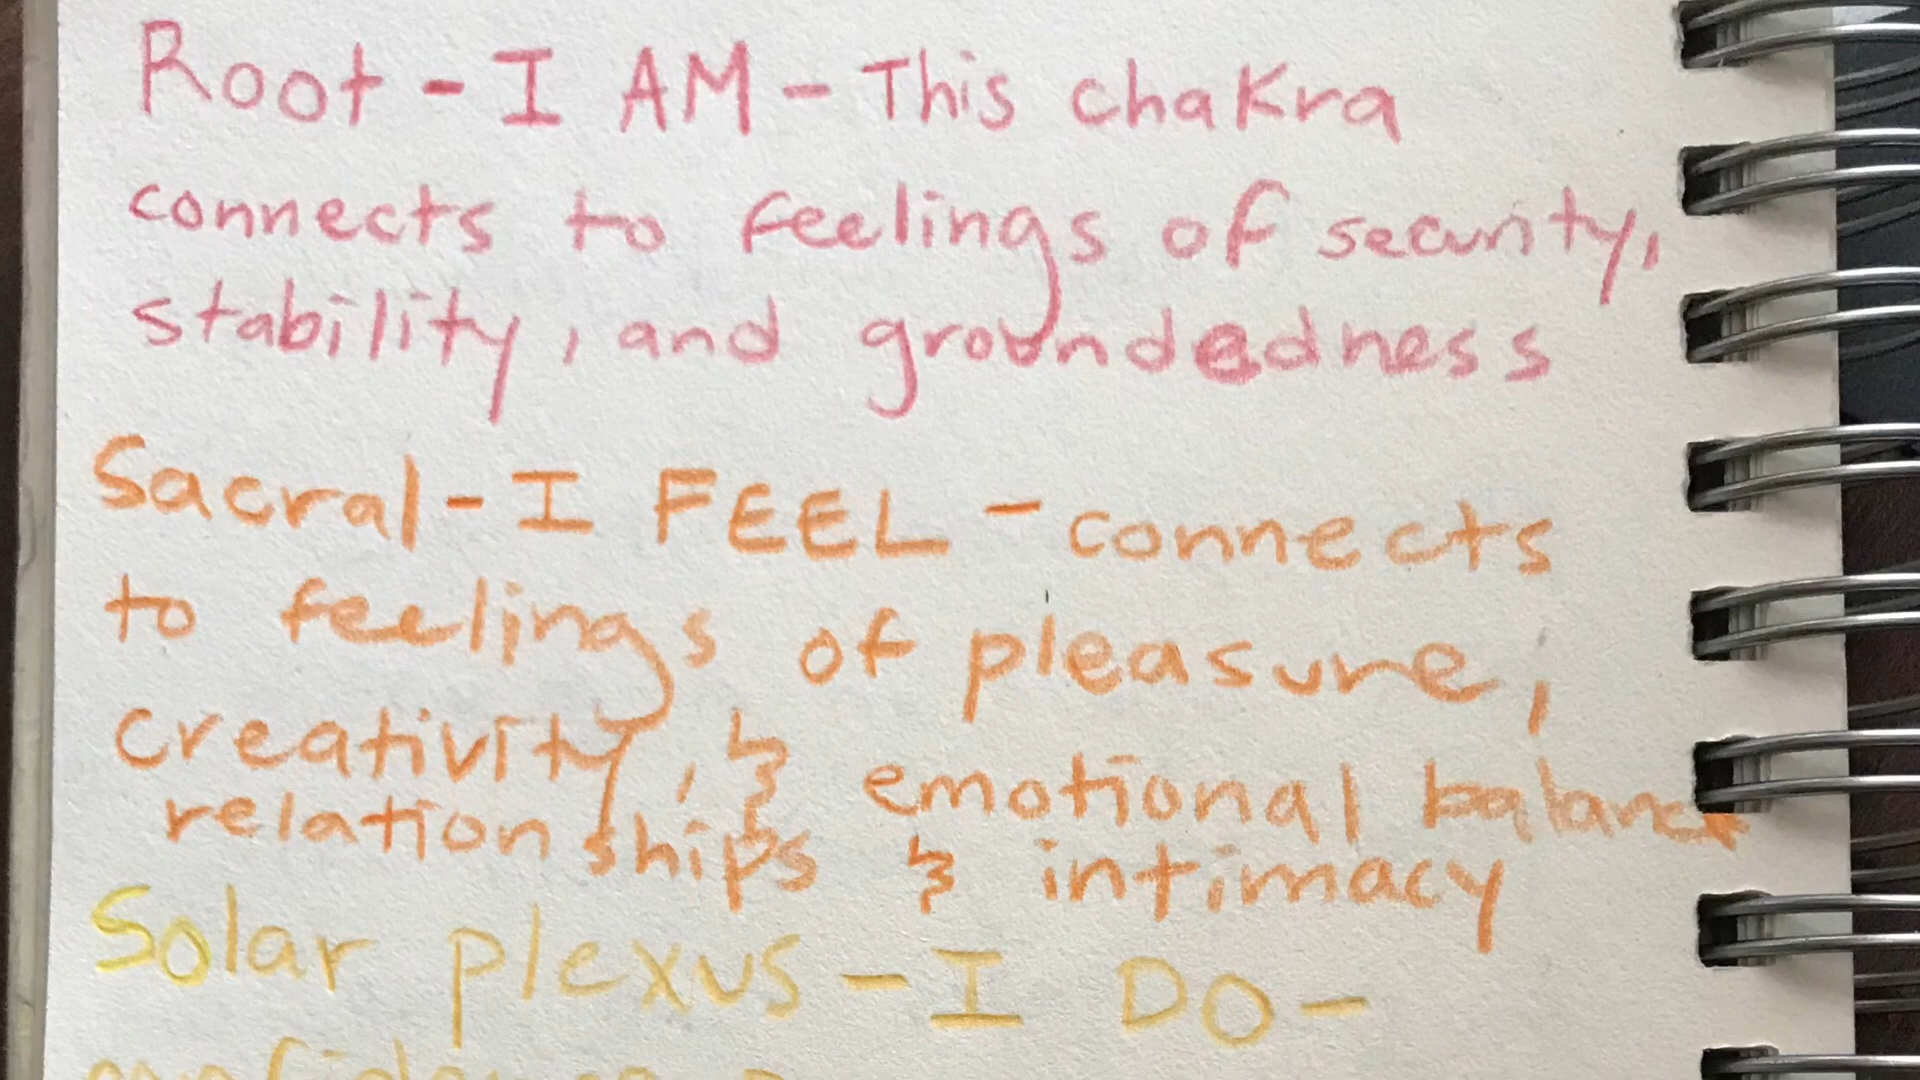 Root - I AM - This chakra
connects to feelings of security,
stability, and groundedness
Sacral - I FEEL - connects
to feelings of pleasure,
creativity, & emotional balance
relationships & intimacy
Solar plexus - I DO -